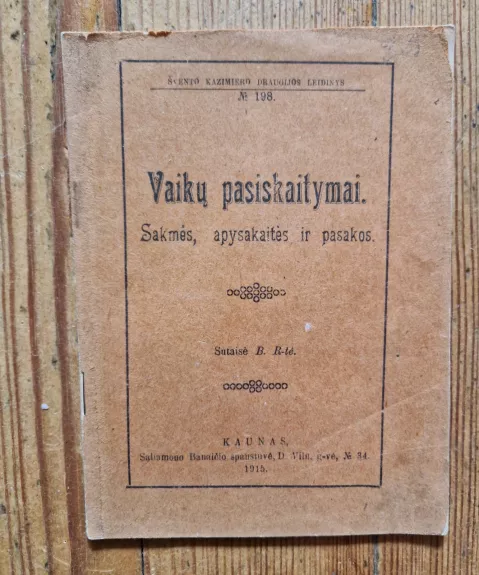 ŠVENTO KAZIMIERO DRAUGIJOS LEIDINYS
№ 198.
Vaikų pasiskaitymai.
Sakmės, apysakaitės ir pasakos.
Sutaisė B. R-tė.
KAUNAS,
Saliamono Banaičio spaustuvė, D. Viln. g-vė, № 34.
1915.